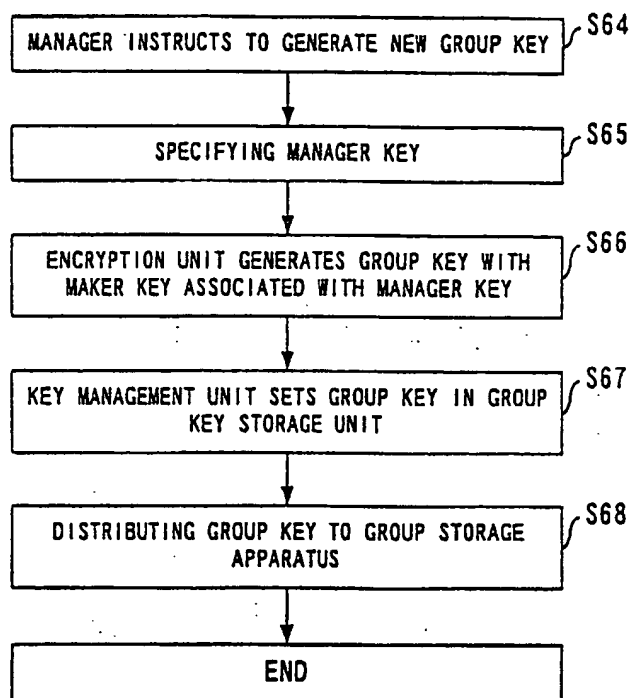 MANAGER INSTRUCTS TO GENERATE NEW GROUP KEY
S64
SPECIFYING MANAGER KEY
S65
ENCRYPTION UNIT GENERATES GROUP KEY WITH
MAKER KEY ASSOCIATED WITH MANAGER KEY
S66
KEY MANAGEMENT UNIT SETS GROUP KEY IN GROUP
KEY STORAGE UNIT
S67
DISTRIBUTING GROUP KEY TO GROUP STORAGE
APPARATUS
S68
END